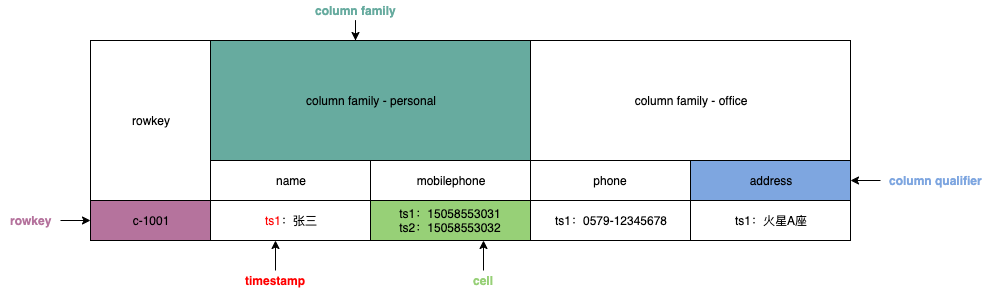 column family
rowkey
column family - personal
column family - office
name
mobilephone
phone
address
column qualifier
rowkey
c-1001
ts1：张三
ts1：15058553031
ts2：15058553032
ts1：0579-12345678
ts1：火星A座
timestamp
cell